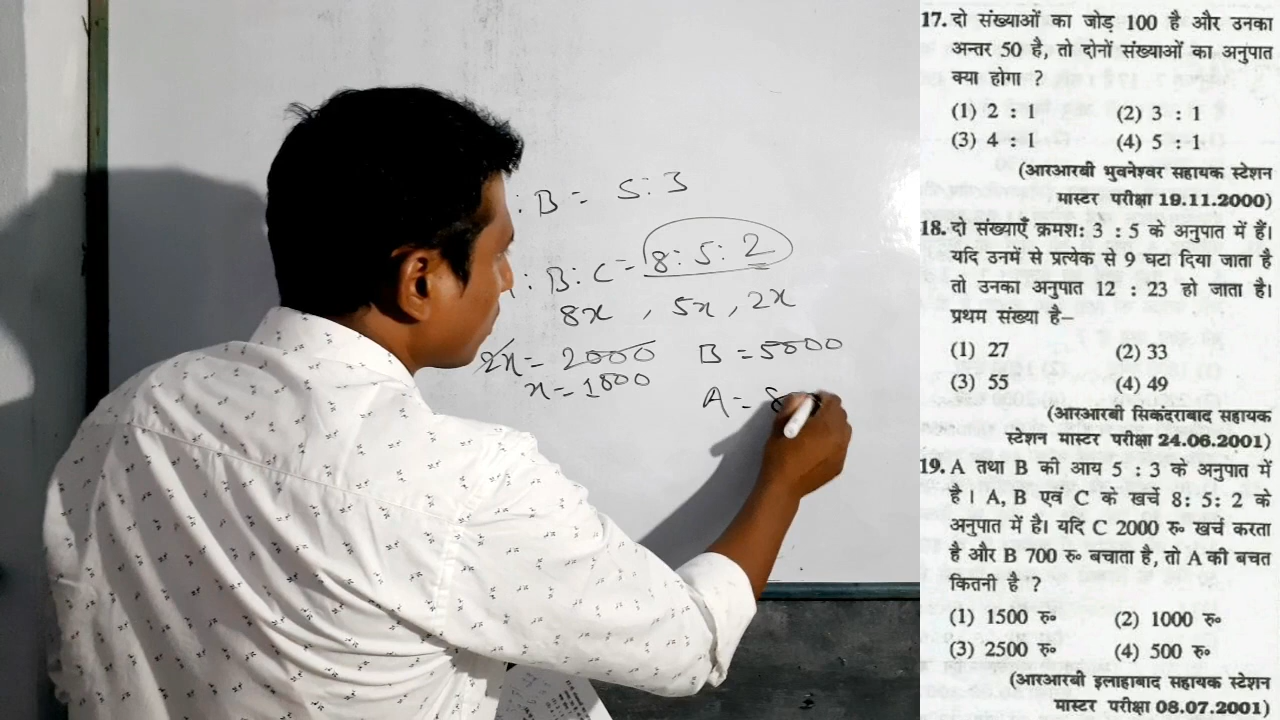 : B = 5:3
: B : C = 8: 5: 2
8x , 5x , 2x
2x = 2000 B = 5000
x = 1000
A = 8
17. दो संख्याओं का जोड़ 100 है और उनका
अन्तर 50 है, तो दोनों संख्याओं का अनुपात
क्या होगा ?
(1) 2 : 1 (2) 3 : 1
(3) 4 : 1 (4) 5 : 1
(आरआरबी भुवनेश्वर सहायक स्टेशन
मास्टर परीक्षा 19.11.2000)
18. दो संख्याएँ क्रमश: 3 : 5 के अनुपात में हैं।
यदि उनमें से प्रत्येक से 9 घटा दिया जाता है
तो उनका अनुपात 12 : 23 हो जाता है।
प्रथम संख्या है–
(1) 27 (2) 33
(3) 55 (4) 49
(आरआरबी सिकंदराबाद सहायक
स्टेशन मास्टर परीक्षा 24.06.2001)
19. A तथा B की आय 5 : 3 के अनुपात में
है। A, B एवं C के खर्चे 8: 5: 2 के
अनुपात में है। यदि C 2000 रु० खर्च करता
है और B 700 रु० बचाता है, तो A की बचत
कितनी है ?
(1) 1500 रु० (2) 1000 रु०
(3) 2500 रु० (4) 500 रु०
(आरआरबी इलाहाबाद सहायक स्टेशन
मास्टर परीक्षा 08.07.2001)